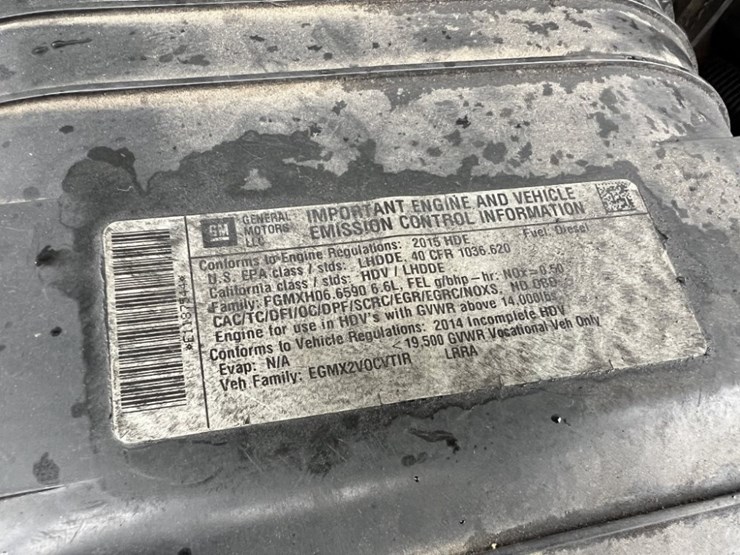 GM GENERAL MOTORS LLC
IMPORTANT ENGINE AND VEHICLE
EMISSION CONTROL INFORMATION
Conforms to Engine Regulations: 2015 HDE Fuel: Diesel
U.S. EPA class / stds: LHDDE, 40 CFR 1036.620
California class / stds: HDV / LHDDE
Family: FGMXH06.6590 6.6L, FEL g/bhp-hr: NOx=0.50
CAC/TC/DFI/OC/DPF/SCRC/EGR/EGRC/NOXS, NO OBD
Engine for use in HDV's with GVWR above 14,000lbs
Conforms to Vehicle Regulations: 2014 Incomplete HDV
Evap: N/A <19,500 GVWR Vocational Veh Only
Veh Family: EGMX2VOCVTIR LRRA